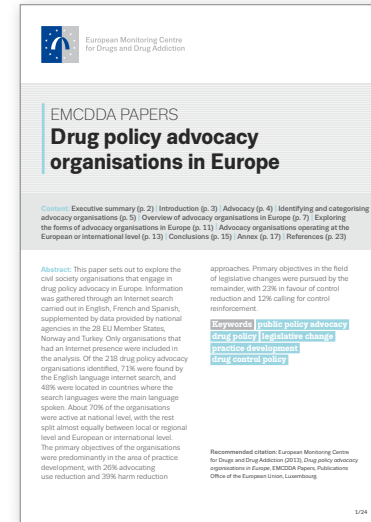 European Monitoring Centre
for Drugs and Drug Addiction
EMCDDA PAPERS
Drug policy advocacy
organisations in Europe
Content: Executive summary (p. 2) | Introduction (p. 3) | Advocacy (p. 4) | Identifying and categorising
advocacy organisations (p. 5) | Overview of advocacy organisations in Europe (p. 7) | Exploring
the forms of advocacy organisations in Europe (p. 11) | Advocacy organisations operating at the
European or international level (p. 13) | Conclusions (p. 15) | Annex (p. 17) | References (p. 23)
Abstract: This paper sets out to explore the
civil society organisations that engage in
drug policy advocacy in Europe. Information
was gathered through an Internet search
carried out in English, French and Spanish,
supplemented by data provided by national
agencies in the 28 EU Member States,
Norway and Turkey. Only organisations that
had an Internet presence were included in
the analysis. Of the 218 drug policy advocacy
organisations identified, 71% were found by
the English language internet search, and
48% were located in countries where the
search languages were the main language
spoken. About 70% of the organisations
were active at national level, with the rest
split almost equally between local or regional
level and European or international level.
The primary objectives of the organisations
were predominantly in the area of practice
development, with 26% advocating
use reduction and 39% harm reduction
approaches. Primary objectives in the field
of legislative changes were pursued by the
remainder, with 23% in favour of control
reduction and 12% calling for control
reinforcement.
Keywords | public policy advocacy
drug policy | legislative change
practice development
drug control policy
Recommended citation: European Monitoring Centre
for Drugs and Drug Addiction (2013), Drug policy advocacy
organisations in Europe, EMCDDA Papers, Publications
Office of the European Union, Luxembourg.
1/24